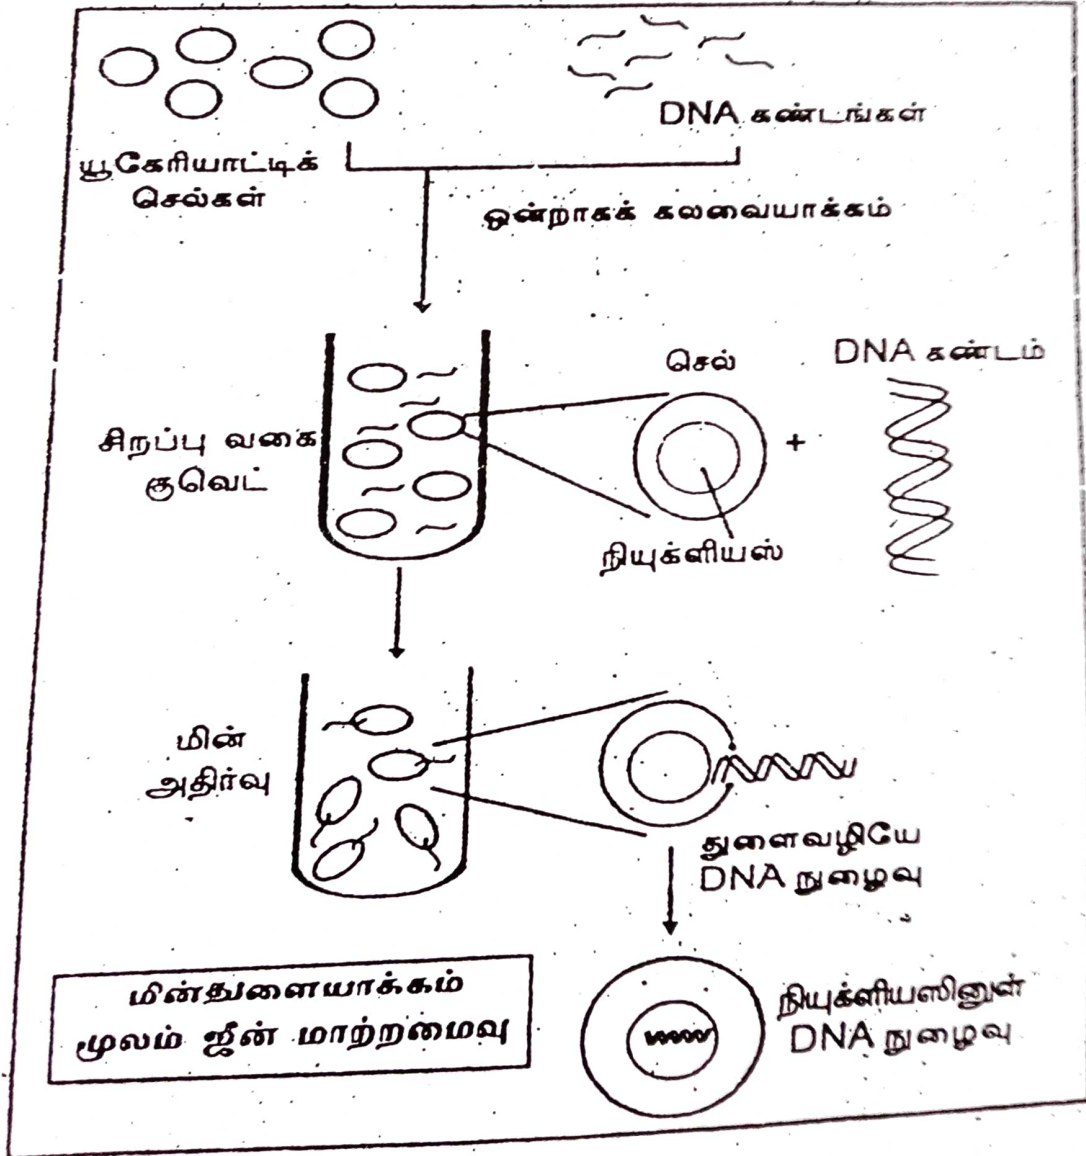 DNA கண்டங்கள்
யூகேரியாட்டிக்
செல்கள்
ஒன்றாகக் கலவையாக்கம்
செல்
DNA கண்டம்
சிறப்பு வகை
குவெட்
+
நியுக்ளியஸ்
மின்
அதிர்வு
துளைவழியே
DNA நுழைவு
மின்துளையாக்கம்
மூலம் ஜீன் மாற்றமைவு
நியுக்ளியஸினுள்
DNA நுழைவு